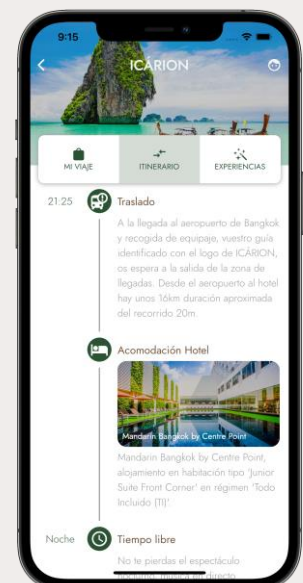 9:15
ICÁRION
MI VIAJE
ITINERARIO
EXPERIENCIAS
21:25
Traslado
A la llegada al aeropuerto de Bangkok
y recogida de equipaje, vuestro guía
identificado con el logo de ICÁRION,
os espera a la salida de la zona de
llegadas. Desde el aeropuerto al hotel
hay unos 16km duración aproximada
del recorrido 20m.
Acomodación Hotel
Mandarin Bangkok by Centre Point
Mandarin Bangkok by Centre Point,
alojamiento en habitación tipo 'Junior
Suite Front Corner' en régimen 'Todo
Incluido (TI)'.
Noche
Tiempo libre
No te pierdas el espectáculo